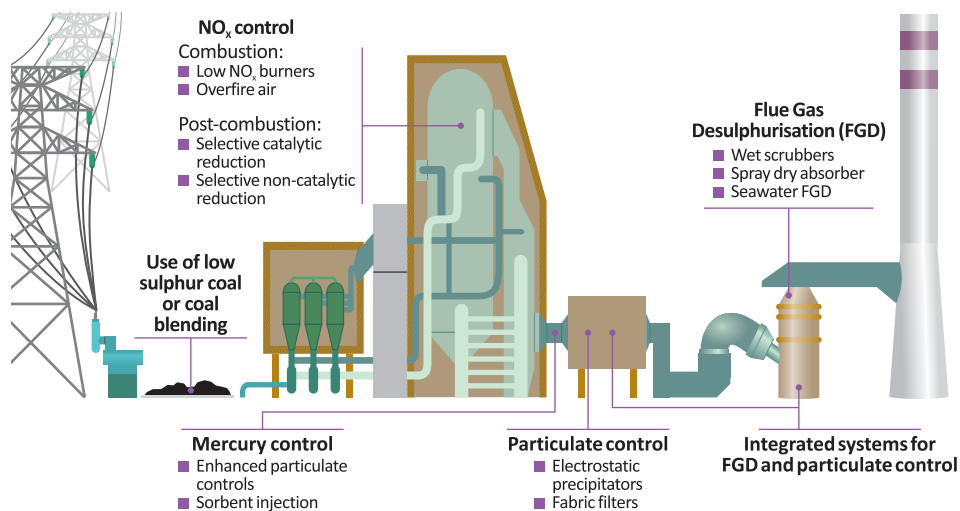 NOx control
Combustion:
Low NOx burners
Overfire air
Post-combustion:
Selective catalytic
reduction
Selective non-catalytic
reduction
Flue Gas
Desulphurisation (FGD)
Wet scrubbers
Spray dry absorber
Seawater FGD
Use of low
sulphur coal
or coal
blending
Mercury control
Enhanced particulate
controls
Sorbent injection
Particulate control
Electrostatic
precipitators
Fabric filters
Integrated systems for
FGD and particulate control